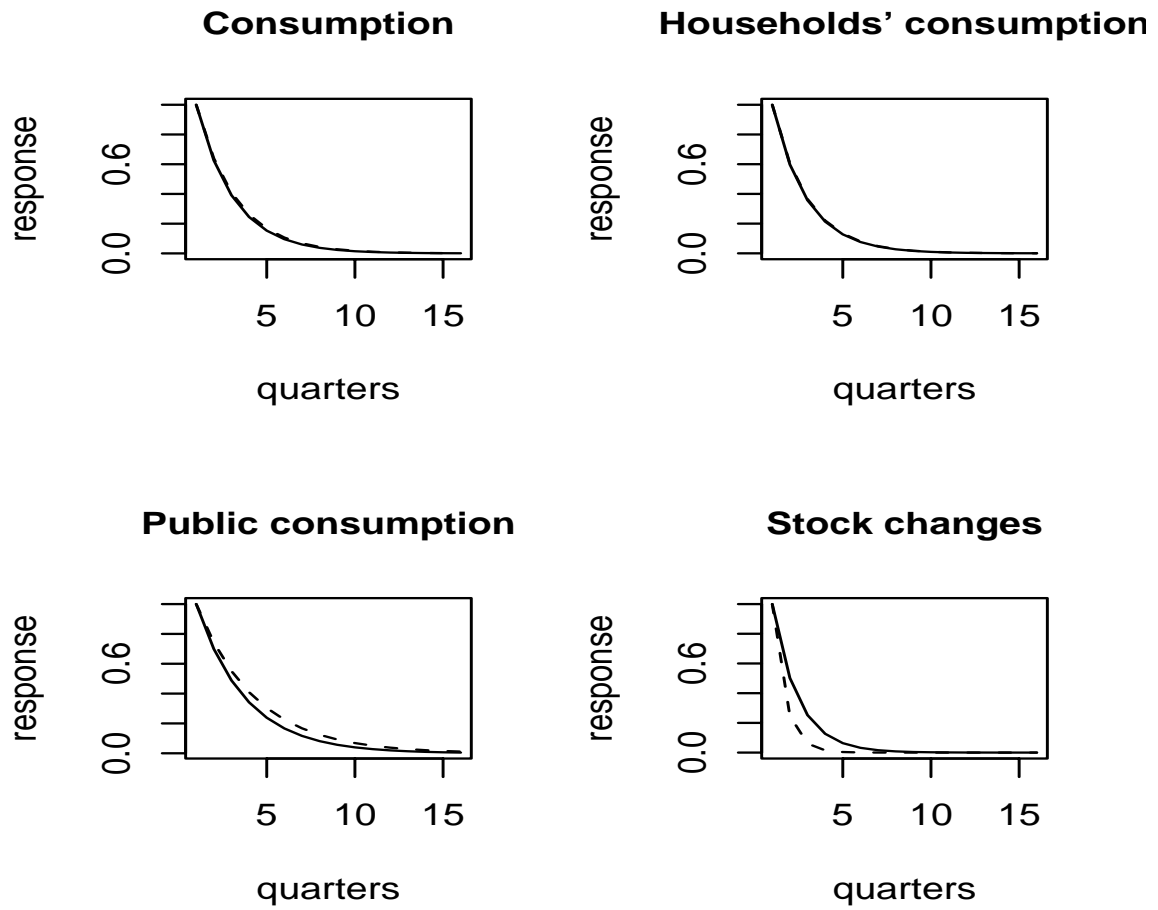 Consumption
response
0.0 0.6
5 10 15
quarters
Households’ consumption
response
0.0 0.6
5 10 15
quarters
Public consumption
response
0.0 0.6
5 10 15
quarters
Stock changes
response
0.0 0.6
5 10 15
quarters